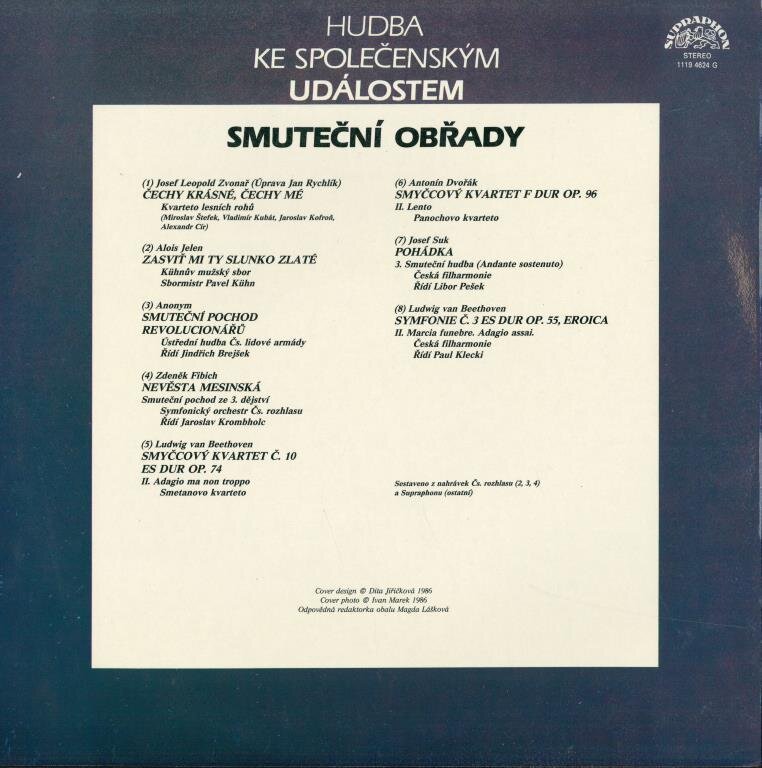 HUDBA
KE SPOLEČENSKÝM
UDÁLOSTEM
SUPRAPHON
STEREO
1119 4624 G
SMUTEČNÍ OBŘADY
(1) Josef Leopold Zvonař (Úprava Jan Rychlík)
ČECHY KRÁSNÉ, ČECHY MÉ
Kvarteto lesních rohů
(Miroslav Štefek, Vladimír Kubát, Jaroslav Kofroň,
Alexandr Cír)
(2) Alois Jelen
ZASVIŤ MI TY SLUNKO ZLATÉ
Kühnův mužský sbor
Sbormistr Pavel Kühn
(3) Anonym
SMUTEČNÍ POCHOD
REVOLUCIONÁŘŮ
Ústřední hudba Čs. lidové armády
Řídí Jindřich Brejšek
(4) Zdeněk Fibich
NEVĚSTA MESINSKÁ
Smuteční pochod ze 3. dějství
Symfonický orchestr Čs. rozhlasu
Řídí Jaroslav Krombholc
(5) Ludwig van Beethoven
SMYČCOVÝ KVARTET Č. 10
ES DUR OP. 74
II. Adagio ma non troppo
Smetanovo kvarteto
(6) Antonín Dvořák
SMYČCOVÝ KVARTET F DUR OP. 96
II. Lento
Panochovo kvarteto
(7) Josef Suk
POHÁDKA
3. Smuteční hudba (Andante sostenuto)
Česká filharmonie
Řídí Libor Pešek
(8) Ludwig van Beethoven
SYMFONIE Č. 3 ES DUR OP. 55, EROICA
II. Marcia funebre. Adagio assai.
Česká filharmonie
Řídí Paul Klecki
Sestaveno z nahrávek Čs. rozhlasu (2, 3, 4)
a Supraphonu (ostatní)
Cover design © Dita Jiřičková 1986
Cover photo © Ivan Marek 1986
Odpovědná redaktorka obalu Magda Lášková